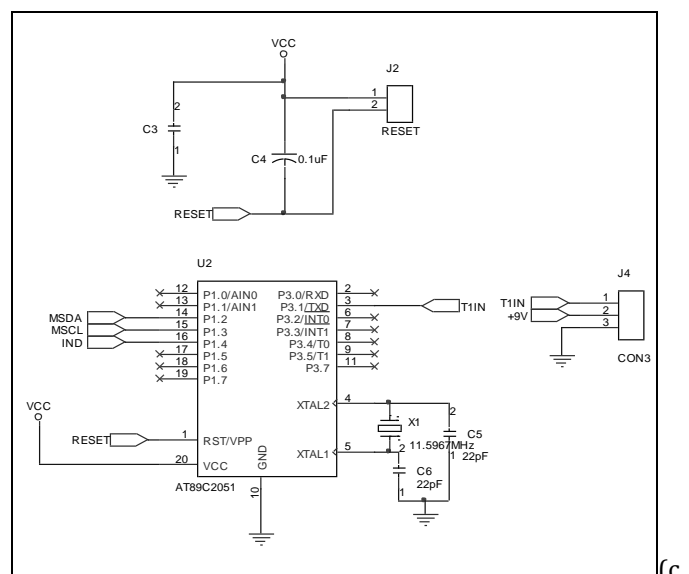 VCC
J2
1
2
RESET
2
C3
1
C4
0.1uF
RESET
U2
12 P1.0/AIN0
13 P1.1/AIN1
MSDA 14 P1.2
MSCL 15 P1.3
IND 16 P1.4
17 P1.5
18 P1.6
19 P1.7
P3.0/RXD 2
P3.1/TXD 3 T1IN
P3.2/INT0 6
P3.3/INT1 7
P3.4/T0 8
P3.5/T1 9
P3.7 11
J4
T1IN 1
+9V 2
3
CON3
VCC
XTAL2 4
X1
2
C5
RESET 1 RST/VPP
XTAL1 5
2 11.5967MHz
1 22pF
20 VCC
GND
10
C6
22pF
1
AT89C2051
(c